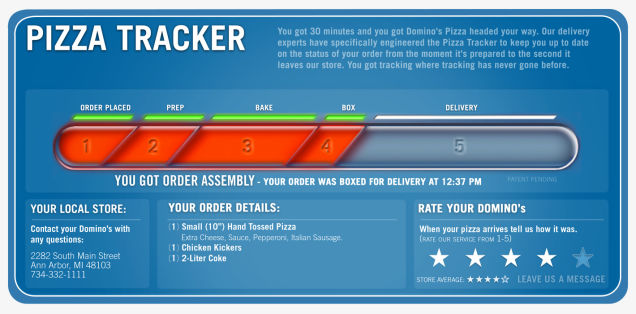 PIZZA TRACKER
You got 30 minutes and you got Domino's Pizza headed your way. Our delivery
experts have specifically engineered the Pizza Tracker to keep you up to date
on the status of your order from the moment it's prepared to the second it
leaves our store. You got tracking where tracking has never gone before.
ORDER PLACED PREP BAKE BOX DELIVERY
1 2 3 4 5
YOU GOT ORDER ASSEMBLY - YOUR ORDER WAS BOXED FOR DELIVERY AT 12:37 PM
PATENT PENDING
YOUR LOCAL STORE:
Contact your Domino's with
any questions:
2282 South Main Street
Ann Arbor, MI 48103
734-332-1111
YOUR ORDER DETAILS:
(1) Small (10") Hand Tossed Pizza
Extra Cheese, Sauce, Pepperoni, Italian Sausage.
(1) Chicken Kickers
(1) 2-Liter Coke
RATE YOUR DOMINO's
When your pizza arrives tell us how it was.
(RATE OUR SERVICE FROM 1-5)
STORE AVERAGE: LEAVE US A MESSAGE